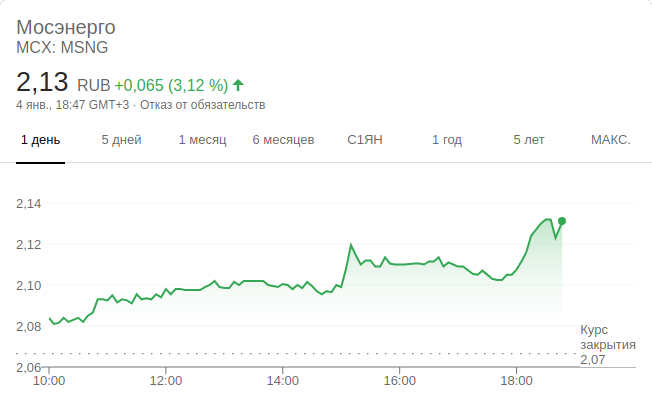 Мосэнерго
MCX: MSNG
2,13 RUB +0,065 (3,12 %)
4 янв., 18:47 GMT+3 · Отказ от обязательств
1 день 5 дней 1 месяц 6 месяцев С1ЯН 1 год 5 лет МАКС.
2,14
2,12
2,10
2,08
2,06
Курс
закрытия
2,07
10:00 12:00 14:00 16:00 18:00